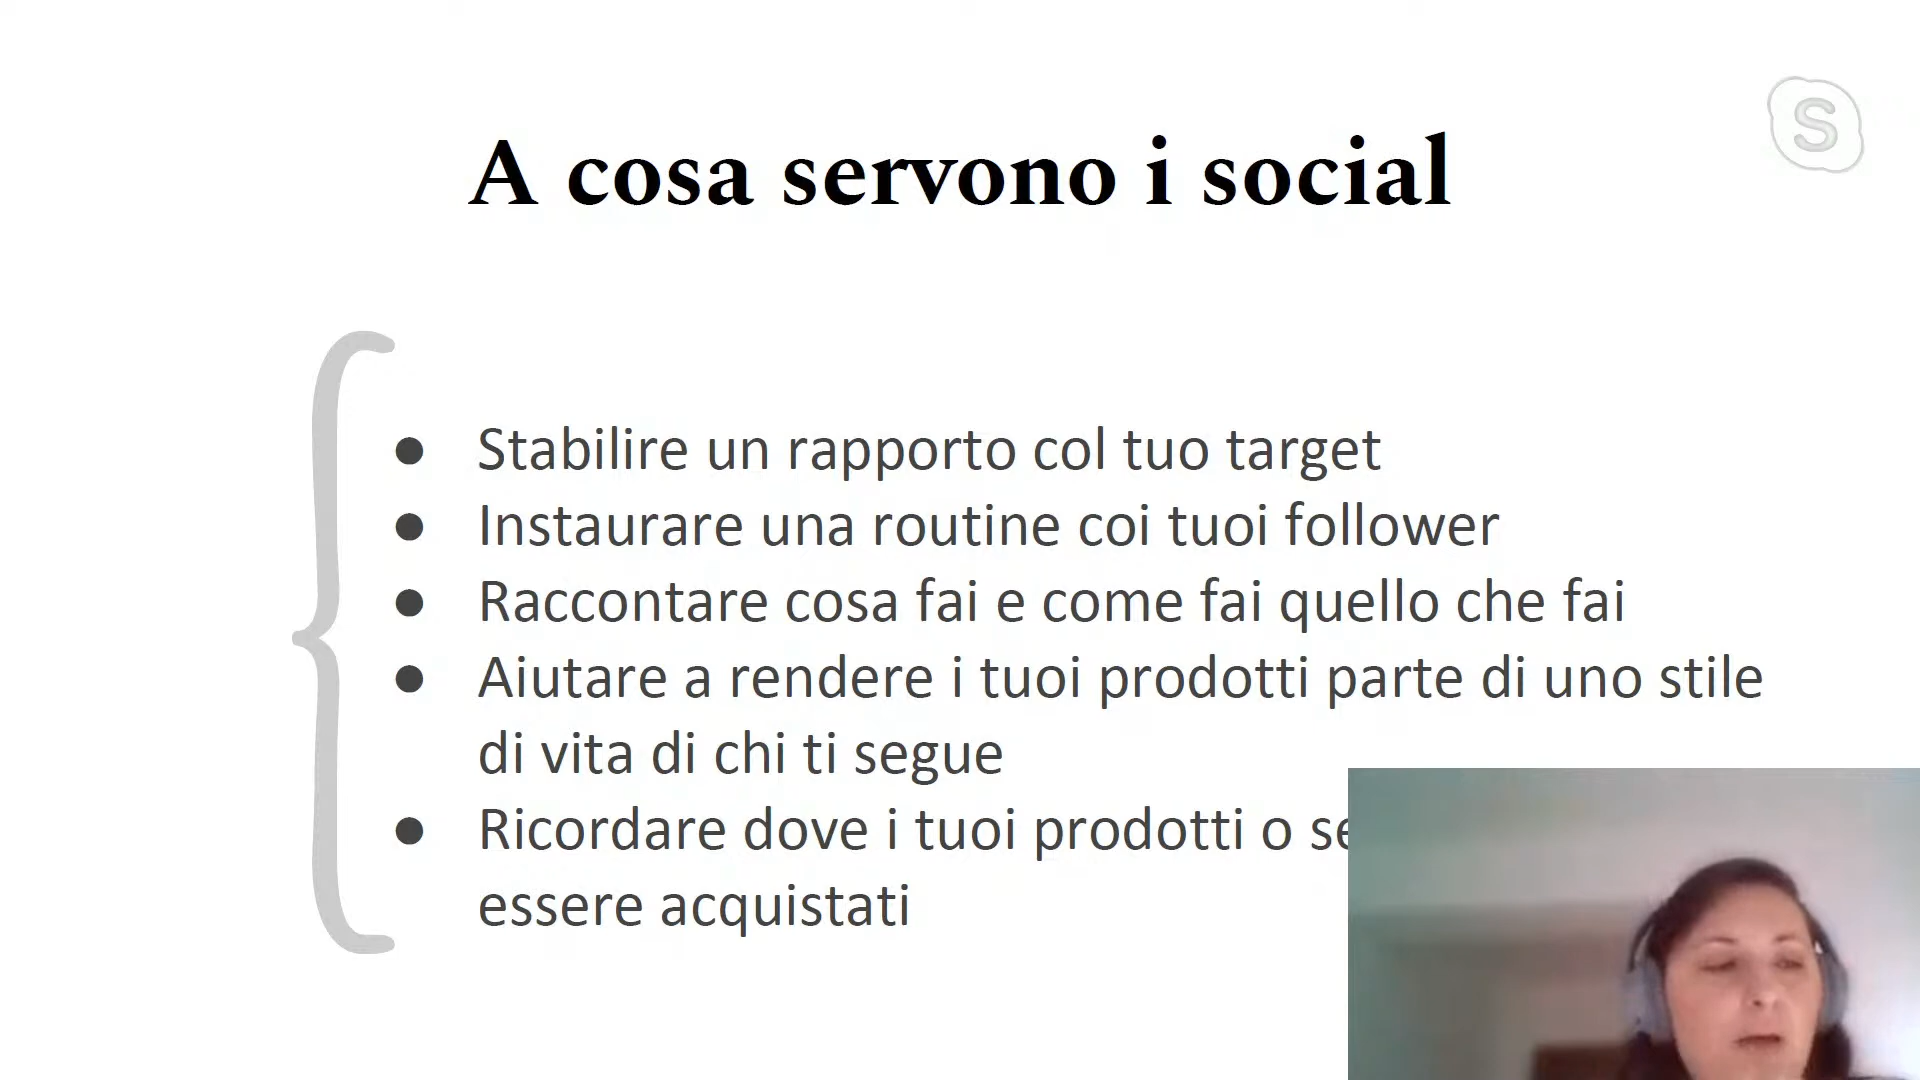 A cosa servono i social
S
● Stabilire un rapporto col tuo target
● Instaurare una routine coi tuoi follower
● Raccontare cosa fai e come fai quello che fai
● Aiutare a rendere i tuoi prodotti parte di uno stile
di vita di chi ti segue
● Ricordare dove i tuoi prodotti o
essere acquistati